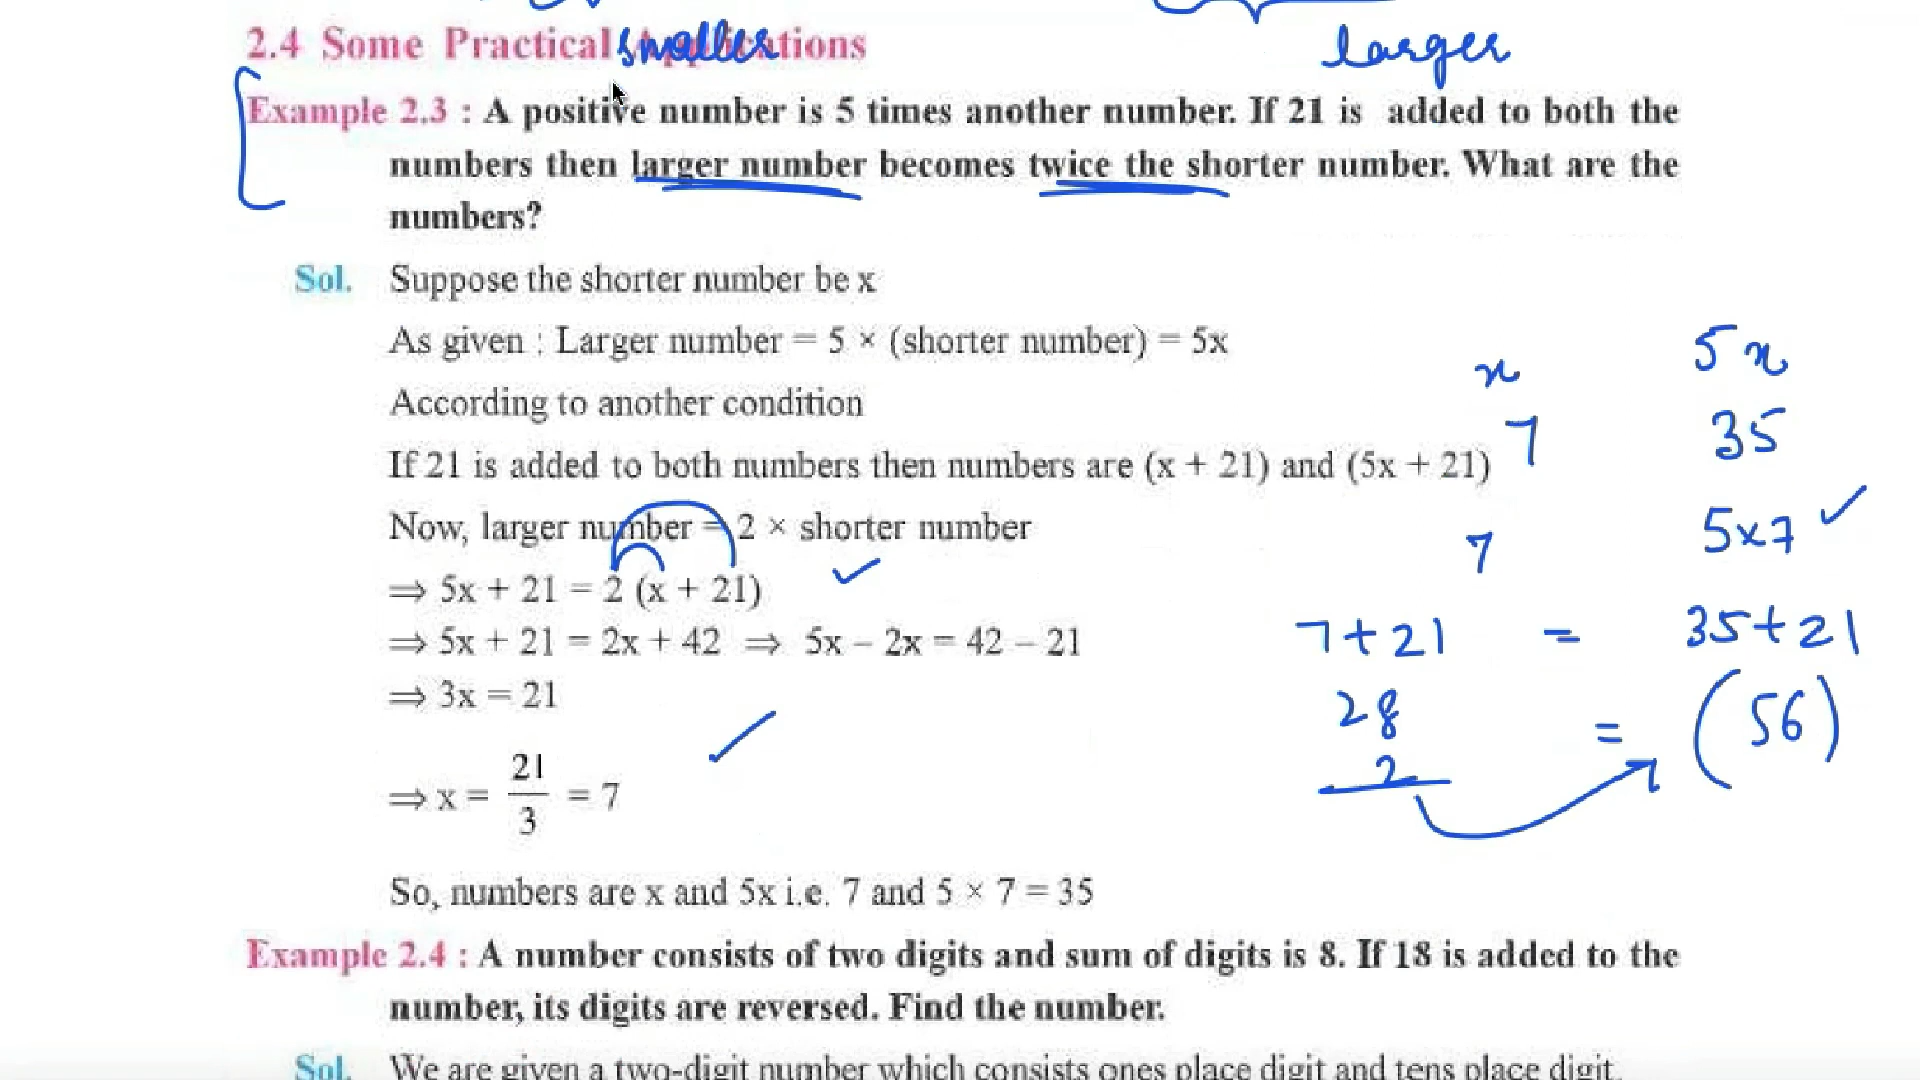 2.4 Some Practical
smaller
larger
Example 2.3 : A positive number is 5 times another number. If 21 is added to both the
numbers then larger number becomes twice the shorter number. What are the
numbers?
Sol. Suppose the shorter number be x
As given : Larger number = 5 × (shorter number) = 5x
According to another condition
If 21 is added to both numbers then numbers are (x + 21) and (5x + 21)
Now, larger number = 2 × shorter number
⇒ 5x + 21 = 2 (x + 21)
⇒ 5x + 21 = 2x + 42 ⇒ 5x – 2x = 42 – 21
⇒ 3x = 21
⇒ x = 21/3 = 7
So, numbers are x and 5x i.e. 7 and 5 × 7 = 35
x 5x
7 35
7 5x7 ✓
7+21 = 35+21
28 = (56)
2
Example 2.4 : A number consists of two digits and sum of digits is 8. If 18 is added to the
number, its digits are reversed. Find the number.
Sol. We are given a two-digit number which consists ones place digit and tens place digit.